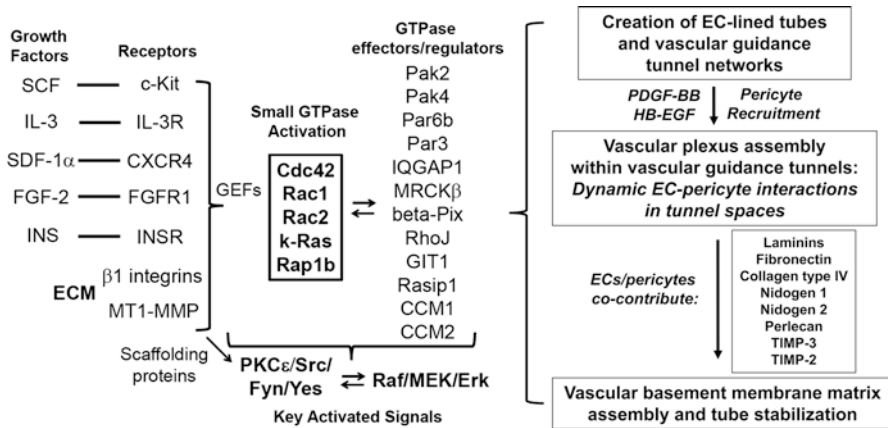 Growth
Factors
Receptors
SCF
c-Kit
IL-3
IL-3R
SDF-1α
CXCR4
FGF-2
FGFR1
INS
INSR
ECM
β1 integrins
MT1-MMP
GEFs
Scaffolding
proteins
Small GTPase
Activation
Cdc42
Rac1
Rac2
k-Ras
Rap1b
GTPase
effectors/regulators
Pak2
Pak4
Par6b
Par3
IQGAP1
MRCKβ
beta-Pix
RhoJ
GIT1
Rasip1
CCM1
CCM2
PKCε/Src/
Fyn/Yes
Raf/MEK/Erk
Key Activated Signals
Creation of EC-lined tubes
and vascular guidance
tunnel networks
PDGF-BB
HB-EGF
Pericyte
Recruitment
Vascular plexus assembly
within vascular guidance tunnels:
Dynamic EC-pericyte interactions
in tunnel spaces
ECs/pericytes
co-contribute:
Laminins
Fibronectin
Collagen type IV
Nidogen 1
Nidogen 2
Perlecan
TIMP-3
TIMP-2
Vascular basement membrane matrix
assembly and tube stabilization